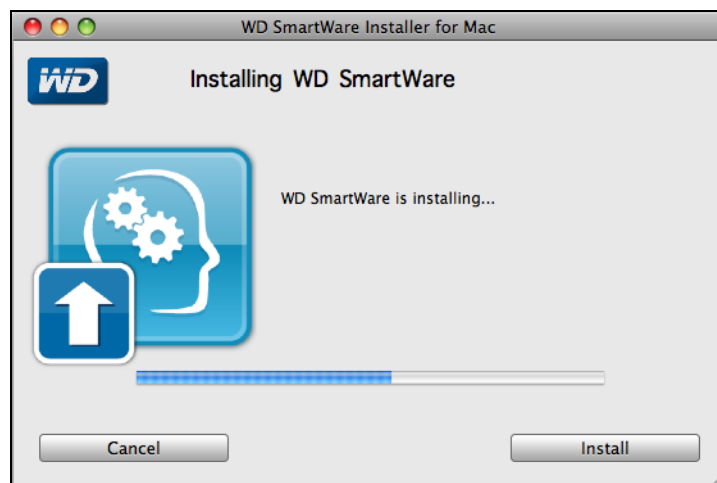 WD SmartWare Installer for Mac
WD
Installing WD SmartWare
WD SmartWare is installing...
Cancel
Install